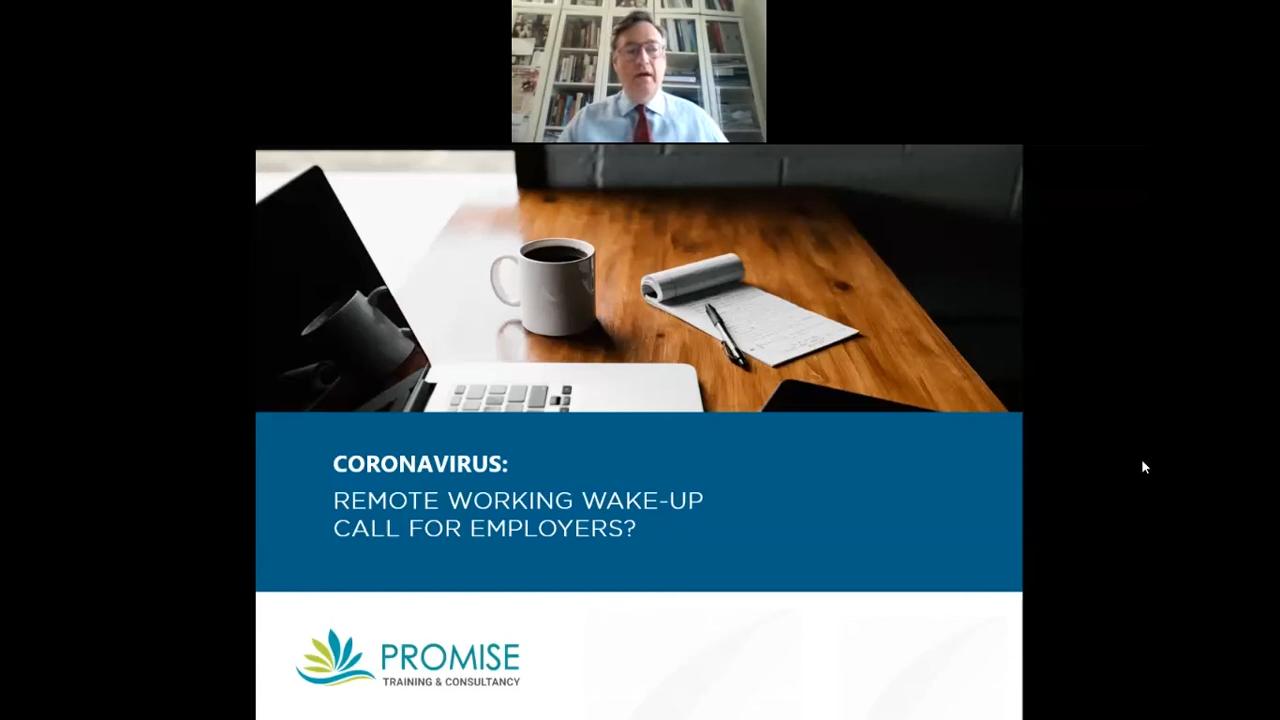 CORONAVIRUS:
REMOTE WORKING WAKE-UP
CALL FOR EMPLOYERS?
PROMISE
TRAINING & CONSULTANCY